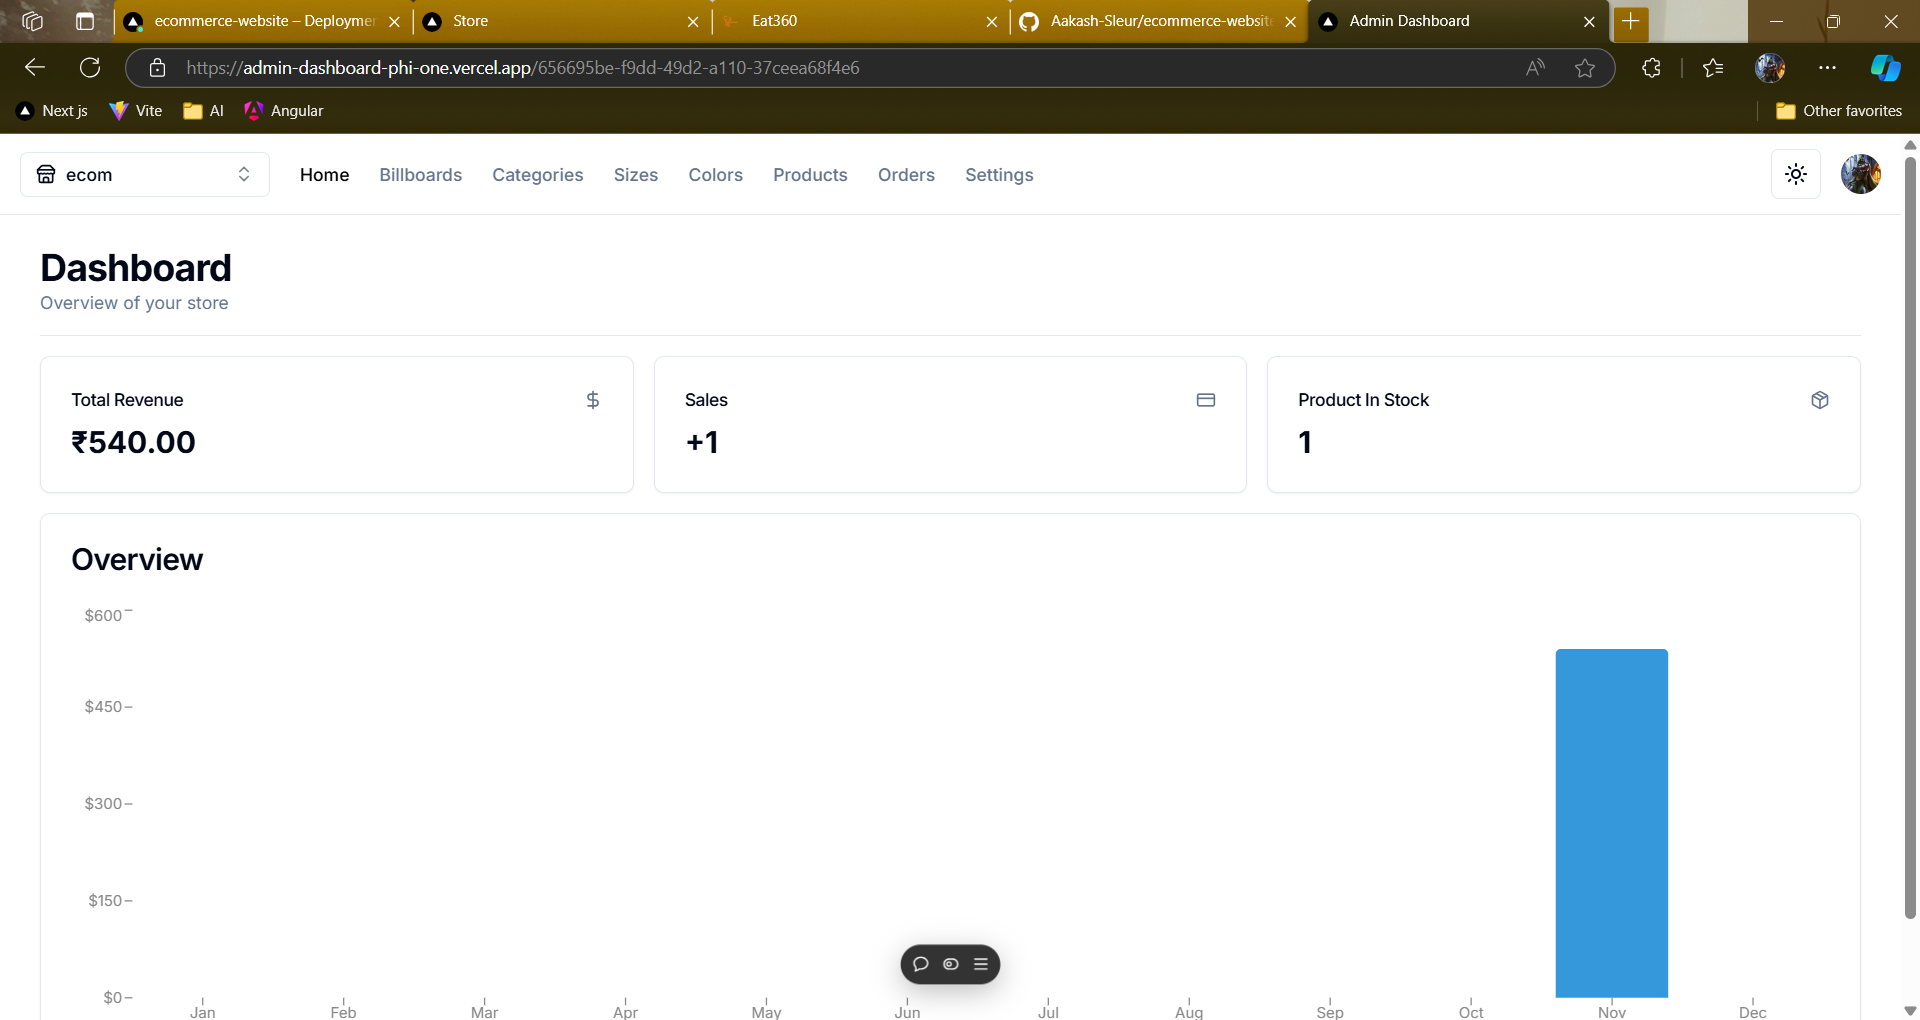 ecommerce-website – Deploymen
Store
Eat360
Aakash-Sleur/ecommerce-website
Admin Dashboard
https://admin-dashboard-phi-one.vercel.app/656695be-f9dd-49d2-a110-37ceea68f4e6
Next js
Vite
AI
Angular
Other favorites
ecom
Home
Billboards
Categories
Sizes
Colors
Products
Orders
Settings
Dashboard
Overview of your store
Total Revenue
$
₹540.00
Sales
+1
Product In Stock
1
Overview
$600
$450
$300
$150
$0
Jan
Feb
Mar
Apr
May
Jun
Jul
Aug
Sep
Oct
Nov
Dec